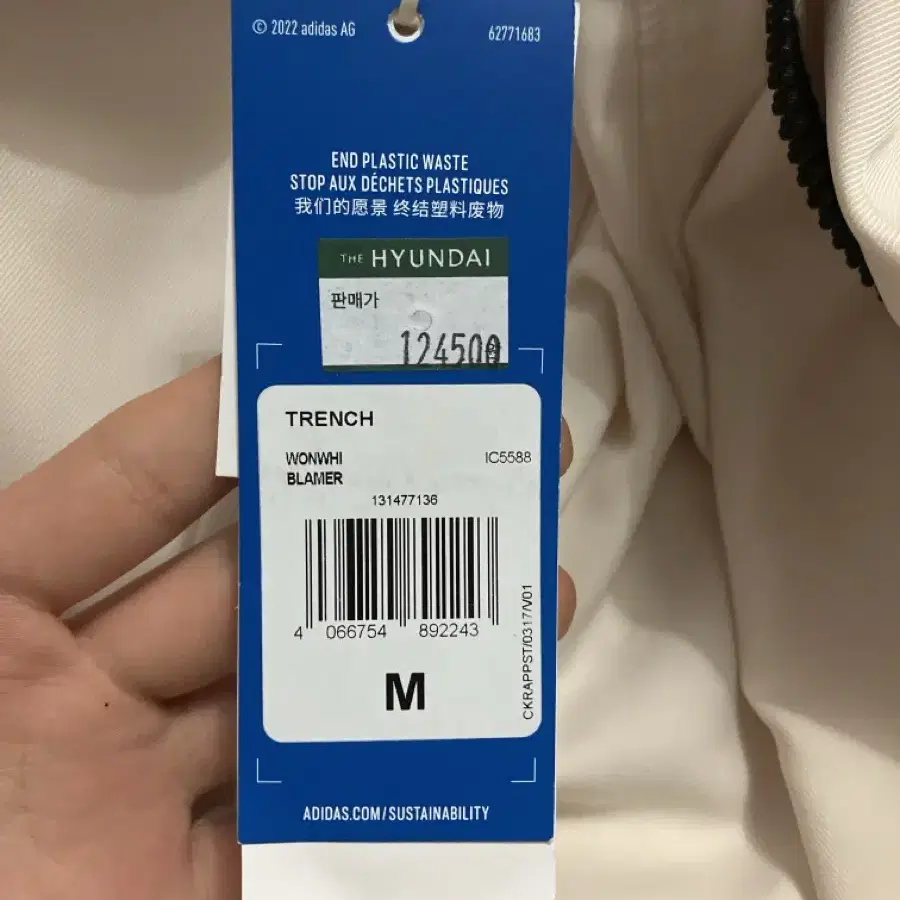 © 2022 adidas AG
62771683
END PLASTIC WASTE
STOP AUX DÉCHETS PLASTIQUES
我们的愿景 终结塑料废物
THE HYUNDAI
판매가
124500
TRENCH
WONWHI
IC5588
BLAMER
131477136
4 066754 892243
M
CKRAPPST/0317/V01
ADIDAS.COM/SUSTAINABILITY